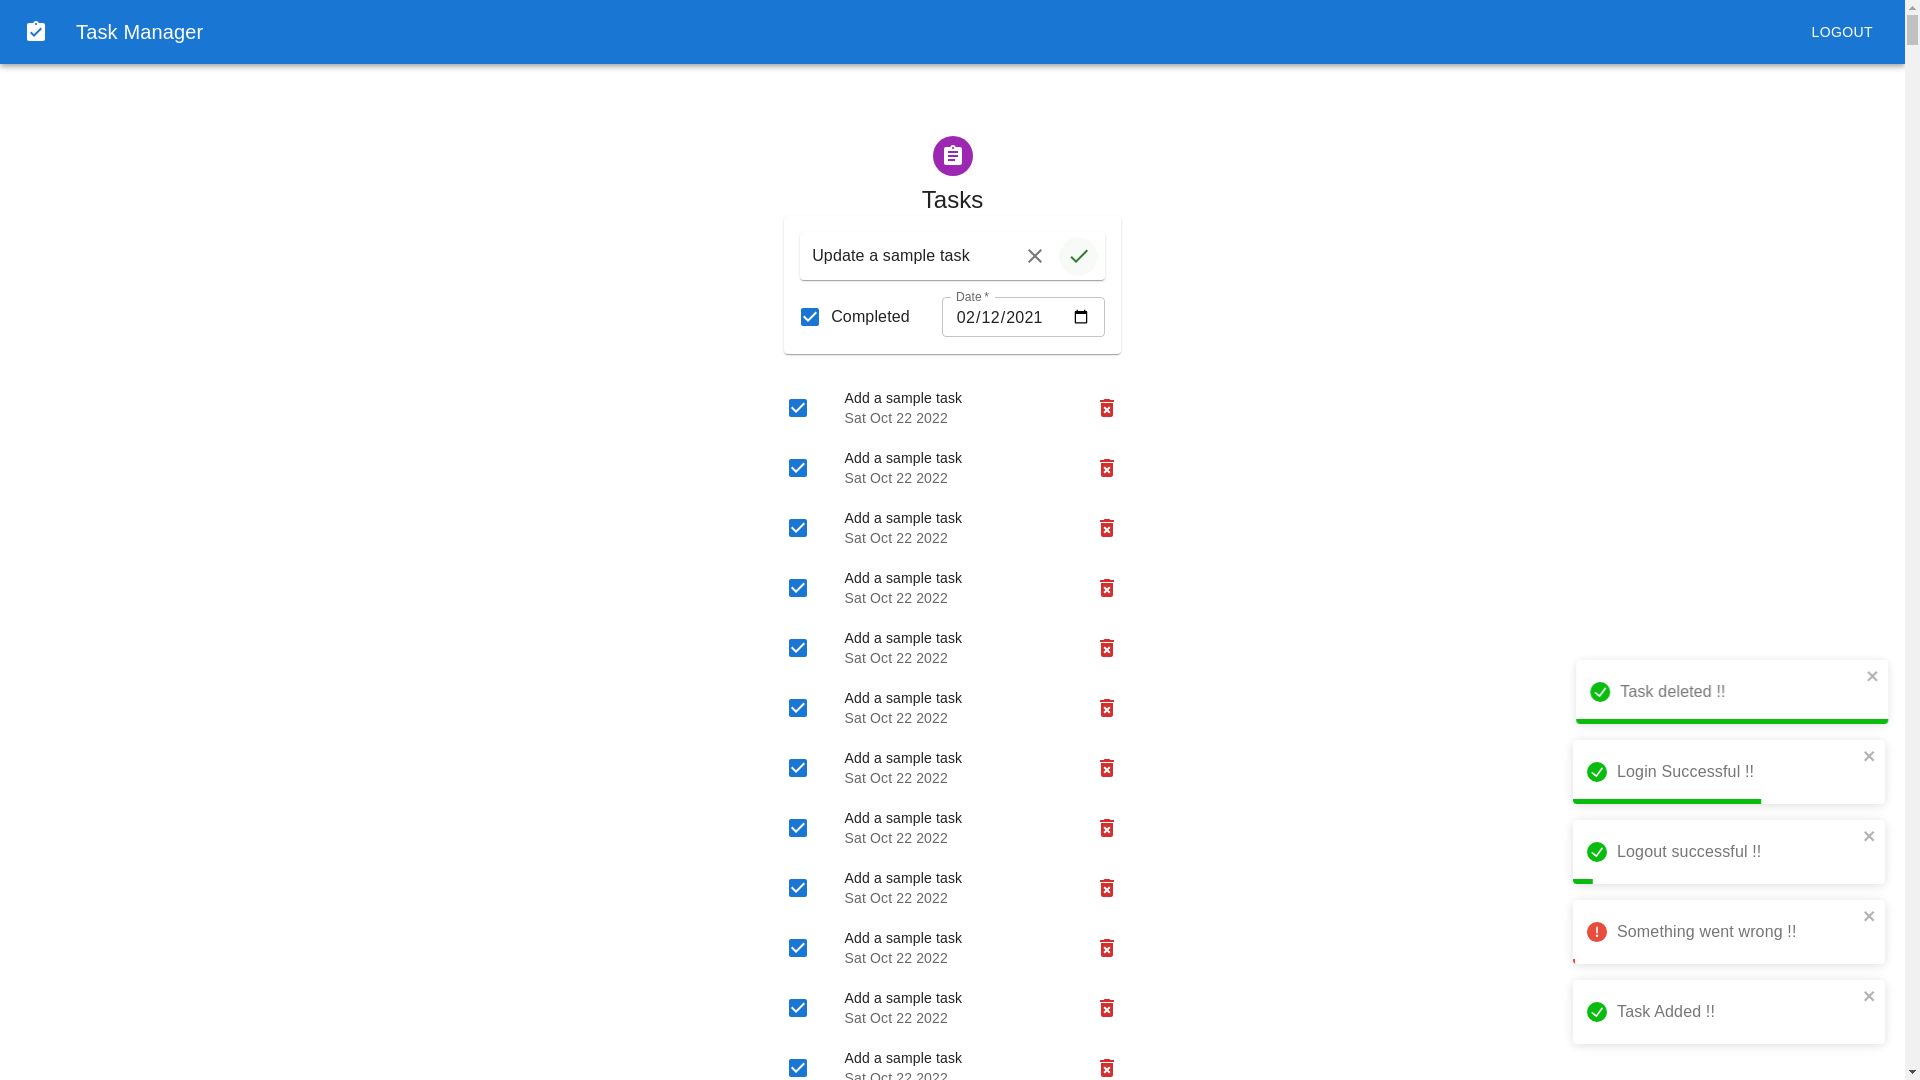 Task Manager
LOGOUT
Tasks
Update a sample task
Completed
Date *
02/12/2021
Add a sample task
Sat Oct 22 2022
Add a sample task
Sat Oct 22 2022
Add a sample task
Sat Oct 22 2022
Add a sample task
Sat Oct 22 2022
Add a sample task
Sat Oct 22 2022
Add a sample task
Sat Oct 22 2022
Add a sample task
Sat Oct 22 2022
Add a sample task
Sat Oct 22 2022
Add a sample task
Sat Oct 22 2022
Add a sample task
Sat Oct 22 2022
Add a sample task
Sat Oct 22 2022
Add a sample task
Sat Oct 22 2022
Task deleted !!
Login Successful !!
Logout successful !!
Something went wrong !!
Task Added !!